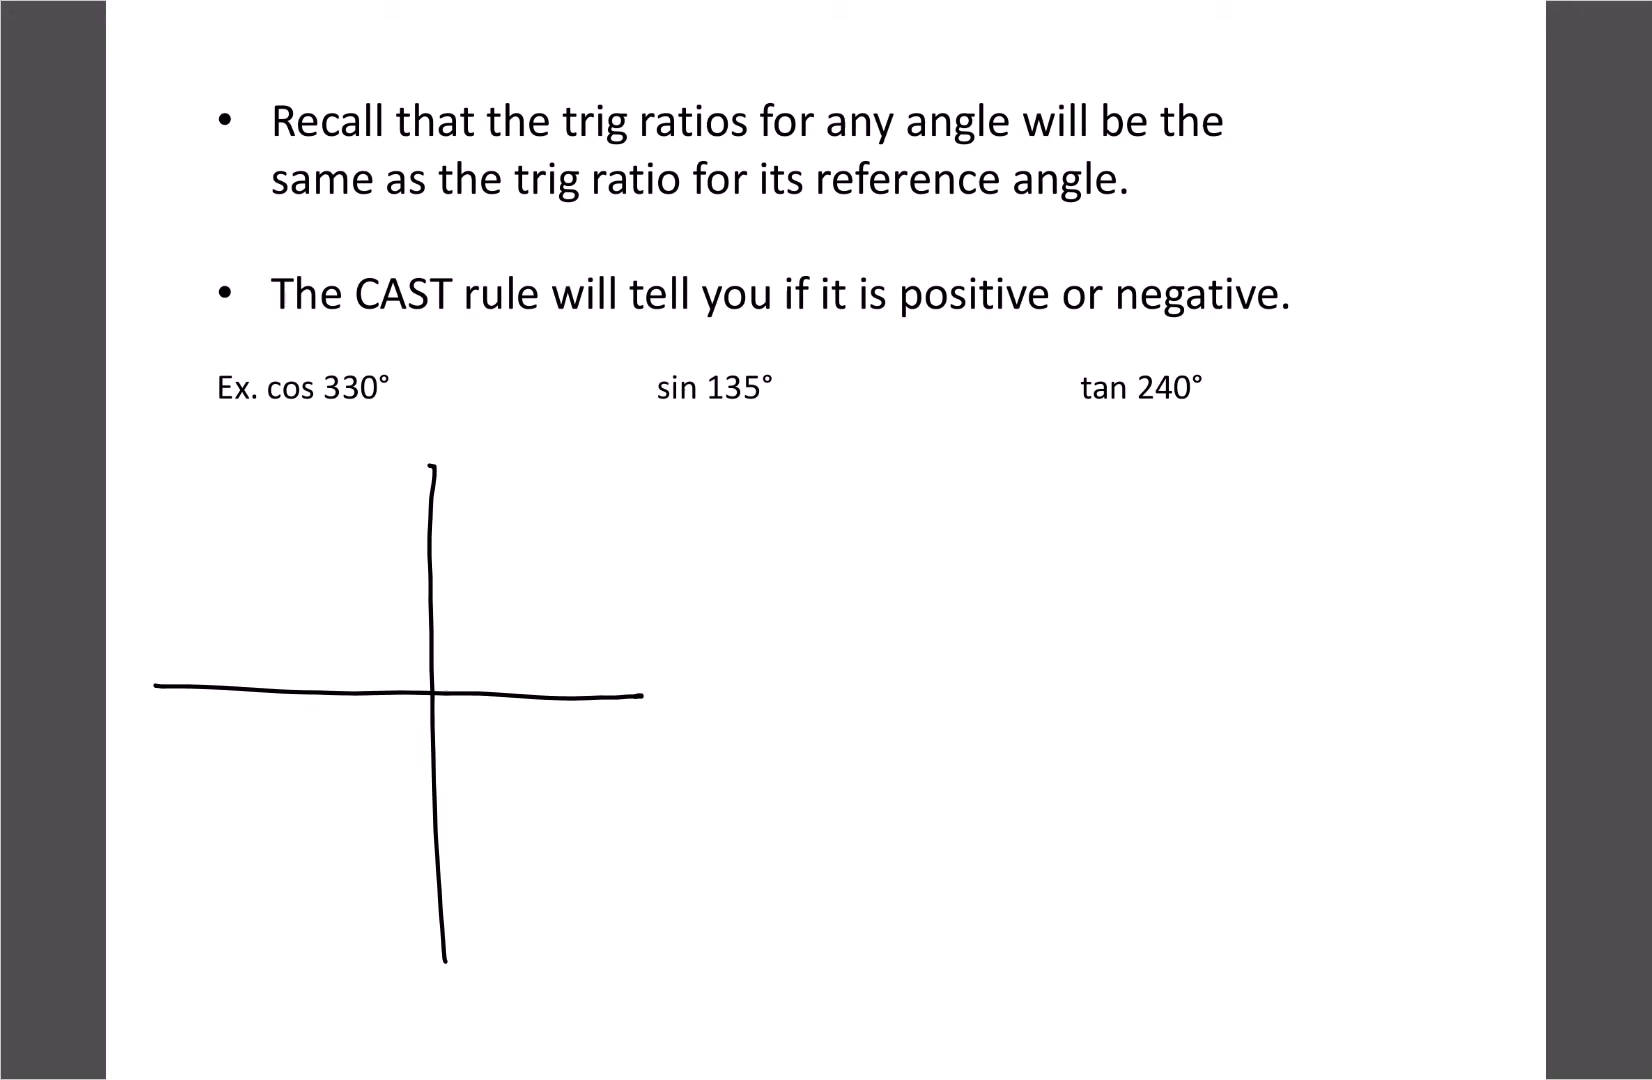 • Recall that the trig ratios for any angle will be the
same as the trig ratio for its reference angle.
• The CAST rule will tell you if it is positive or negative.
Ex. cos 330° sin 135° tan 240°